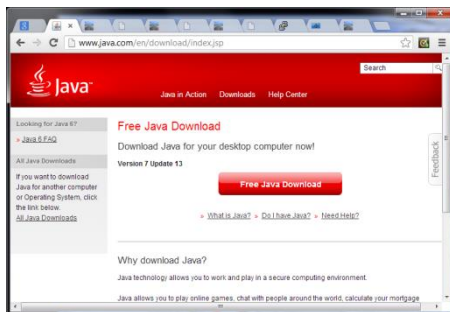 www.java.com/en/download/index.jsp
Search
Java™
Java in Action Downloads Help Center
Looking for Java 6?
» Java 6 FAQ
All Java Downloads
If you want to download
Java for another computer
or Operating System, click
the link below.
All Java Downloads
Free Java Download
Download Java for your desktop computer now!
Version 7 Update 13
Free Java Download
» What is Java? » Do I have Java? » Need Help?
Feedback
Why download Java?
Java technology allows you to work and play in a secure computing environment.
Java allows you to play online games, chat with people around the world, calculate your mortgage